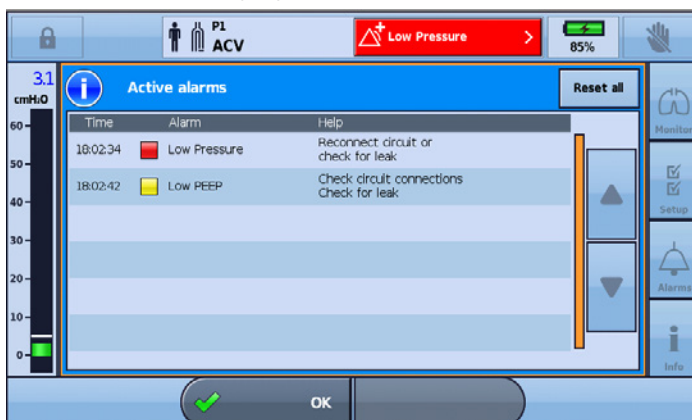 P1
ACV
Low Pressure >
85%
3.1
cmH2O
Active alarms
Reset all
Time Alarm Help
18:02:34 Low Pressure Reconnect circuit or
check for leak
18:02:42 Low PEEP Check circuit connections
Check for leak
60
50
40
30
20
10
0
Monitor
Setup
Alarms
Info
OK